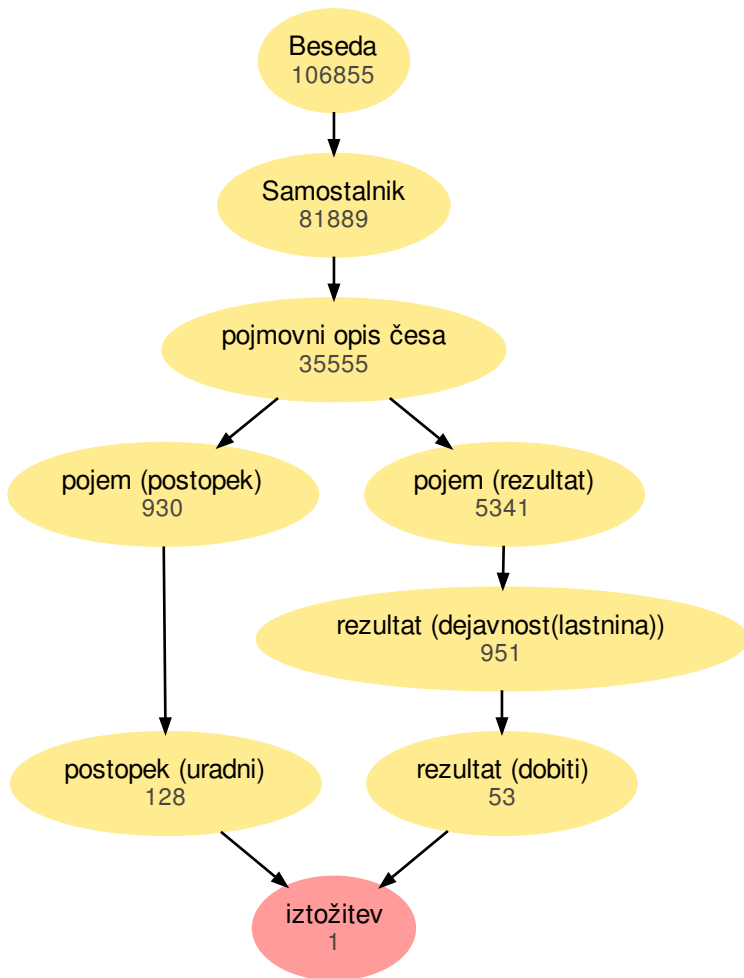 Beseda
106855
Samostalnik
81889
pojmovni opis česa
35555
pojem (postopek)
930
pojem (rezultat)
5341
rezultat (dejavnost(lastnina))
951
postopek (uradni)
128
rezultat (dobiti)
53
iztožitev
1